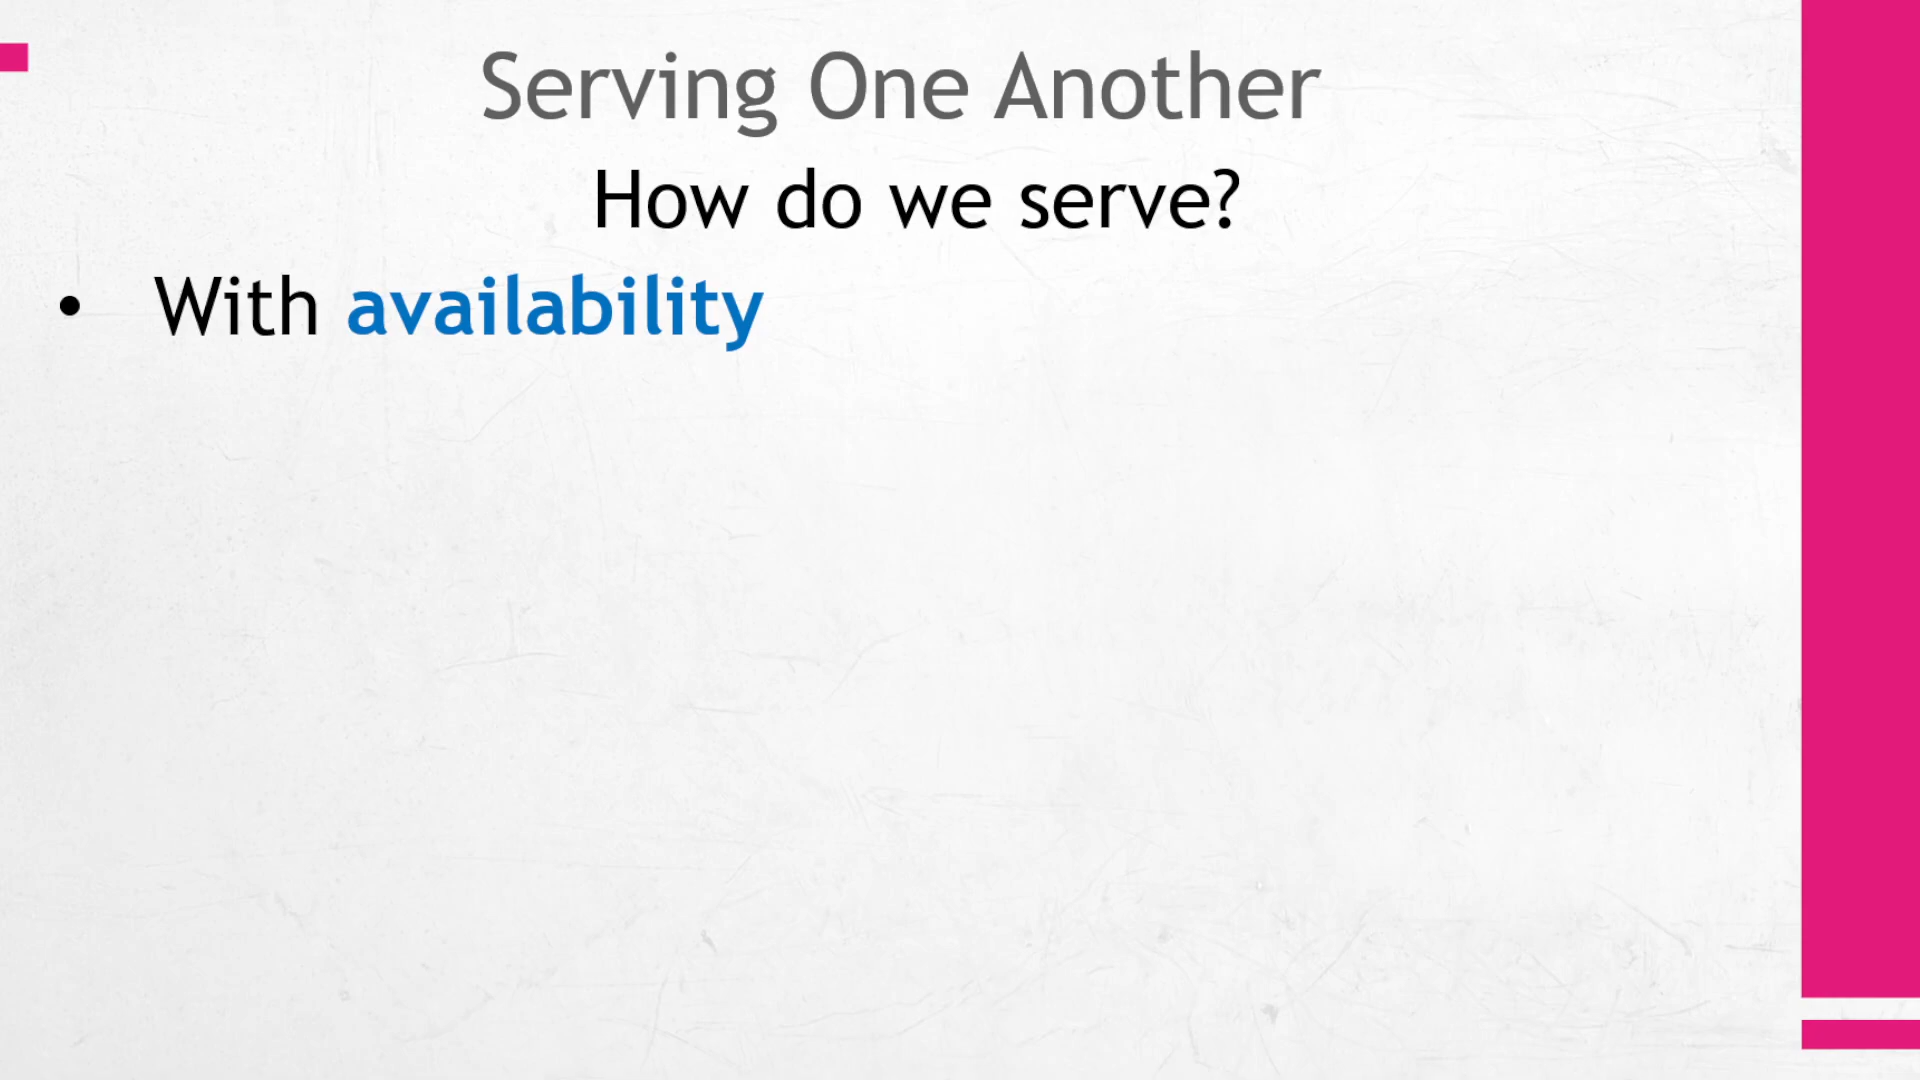 Serving One Another
How do we serve?
• With availability